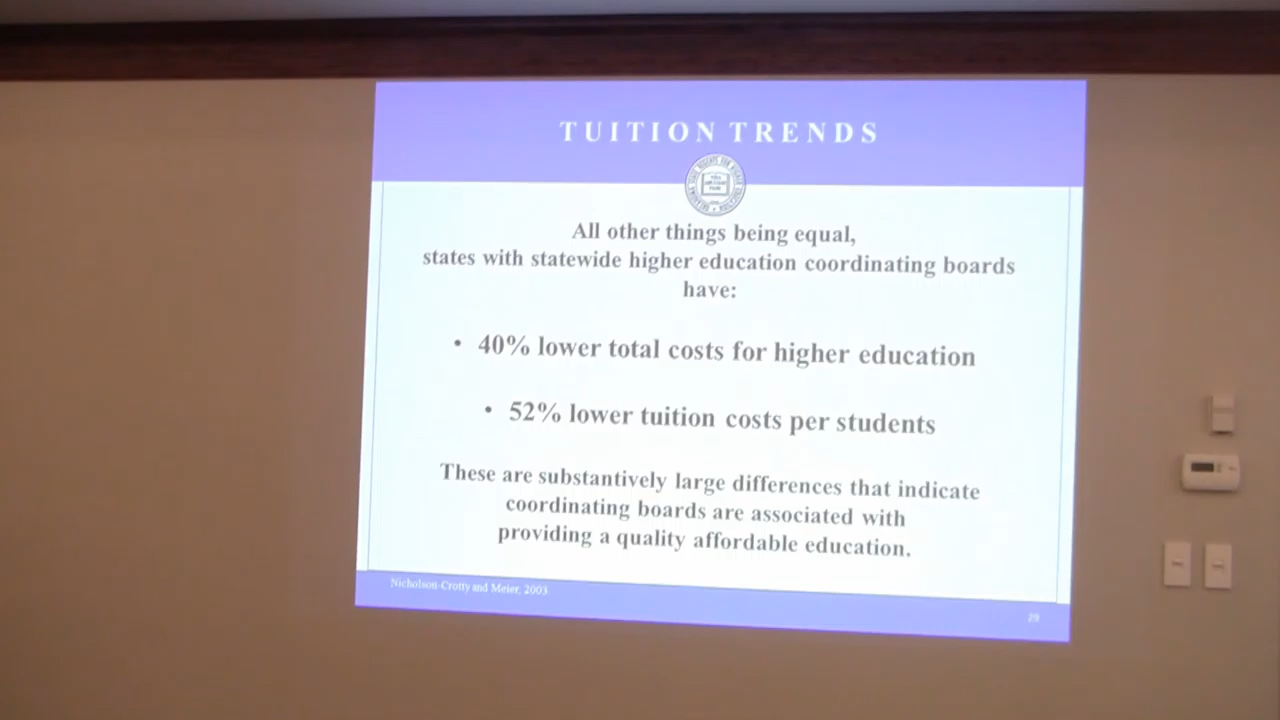 TUITION TRENDS
All other things being equal,
states with statewide higher education coordinating boards
have:
• 40% lower total costs for higher education
• 52% lower tuition costs per students
These are substantively large differences that indicate
coordinating boards are associated with
providing a quality affordable education.
Nicholson-Crotty and Meier, 2003.
29